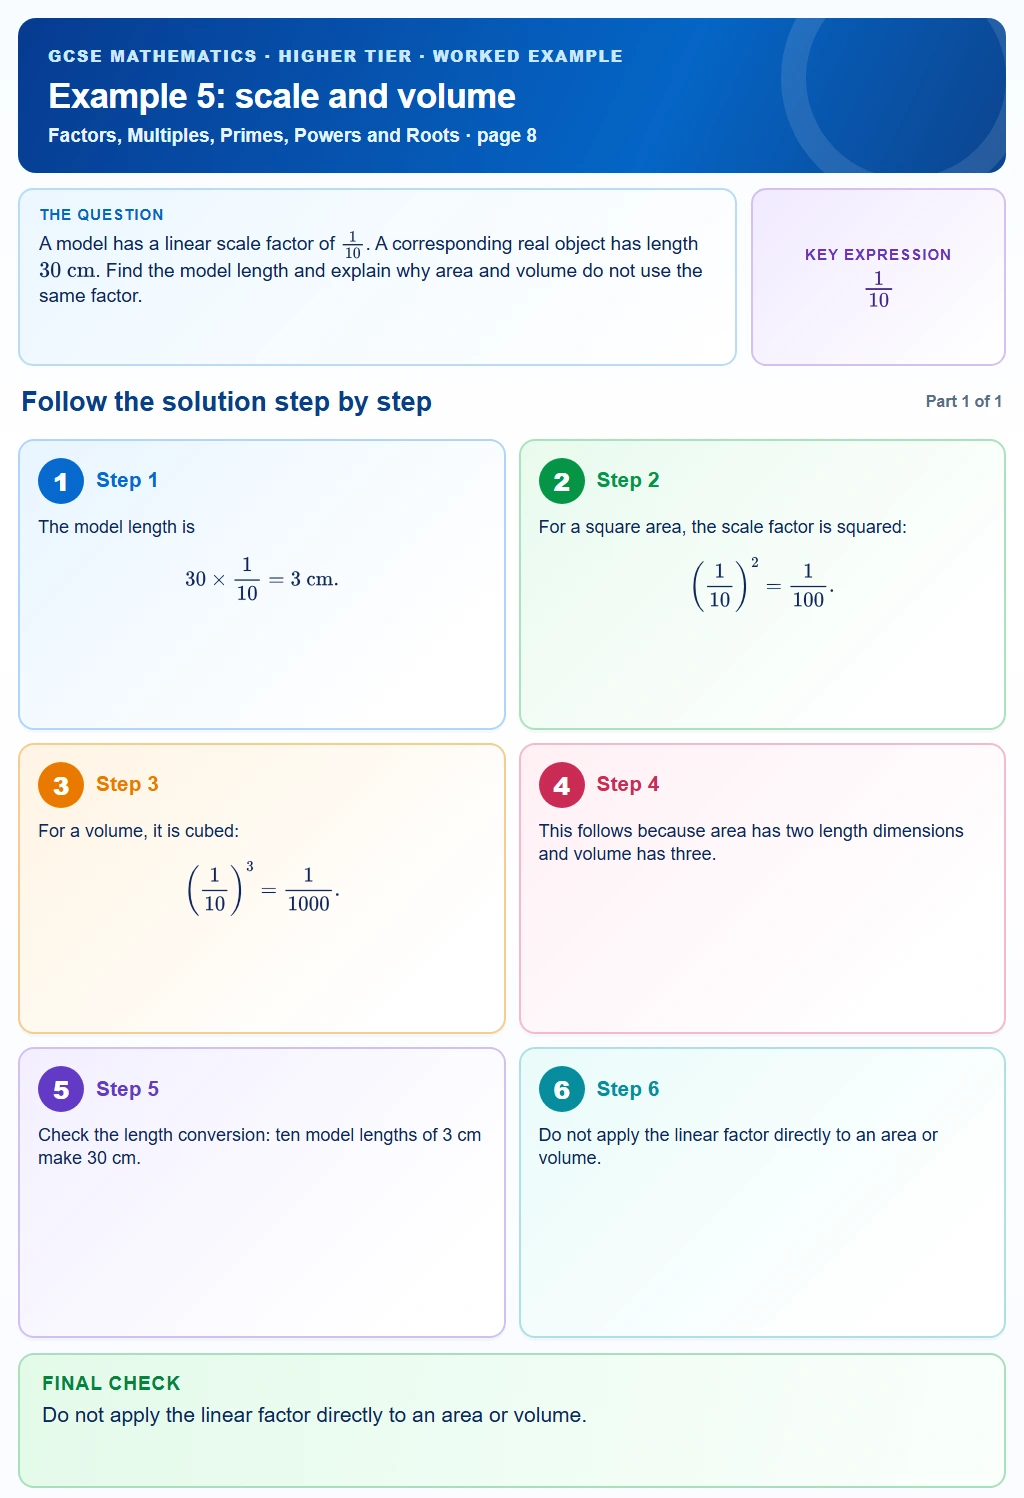 GCSE MATHEMATICS · HIGHER TIER · WORKED EXAMPLE
Example 5: scale and volume
Factors, Multiples, Primes, Powers and Roots · page 8
THE QUESTION
A model has a linear scale factor of 1/10. A corresponding real object has length
30 cm. Find the model length and explain why area and volume do not use the
same factor.
KEY EXPRESSION
1/10
Follow the solution step by step
Part 1 of 1
1 Step 1
The model length is
30 × 1/10 = 3 cm.
2 Step 2
For a square area, the scale factor is squared:
(1/10)² = 1/100.
3 Step 3
For a volume, it is cubed:
(1/10)³ = 1/1000.
4 Step 4
This follows because area has two length dimensions
and volume has three.
5 Step 5
Check the length conversion: ten model lengths of 3 cm
make 30 cm.
6 Step 6
Do not apply the linear factor directly to an area or
volume.
FINAL CHECK
Do not apply the linear factor directly to an area or volume.